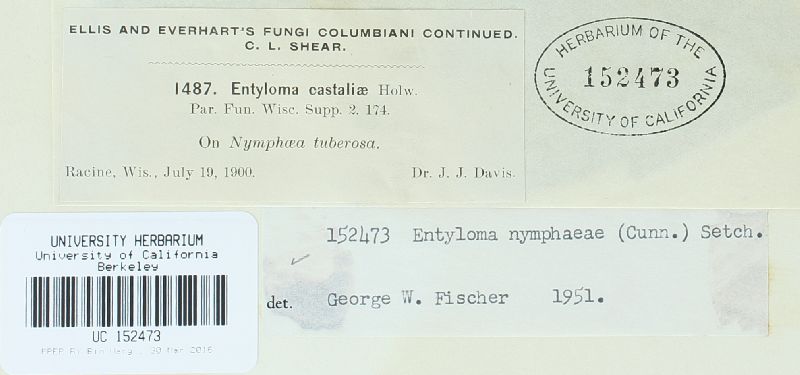 ELLIS AND EVERHART'S FUNGI COLUMBIANI CONTINUED.
C. L. SHEAR.
1487. Entyloma castaliæ Holw.
Par. Fun. Wisc. Supp. 2. 174.
On Nymphœa tuberosa.
Racine, Wis., July 19, 1900. Dr. J. J. Davis.
HERBARIUM OF THE
152473
UNIVERSITY OF CALIFORNIA
152473 Entyloma nymphaeae (Cunn.) Setch.
det. George W. Fischer 1951.
UNIVERSITY HERBARIUM
University of California
Berkeley
UC 152473
2016